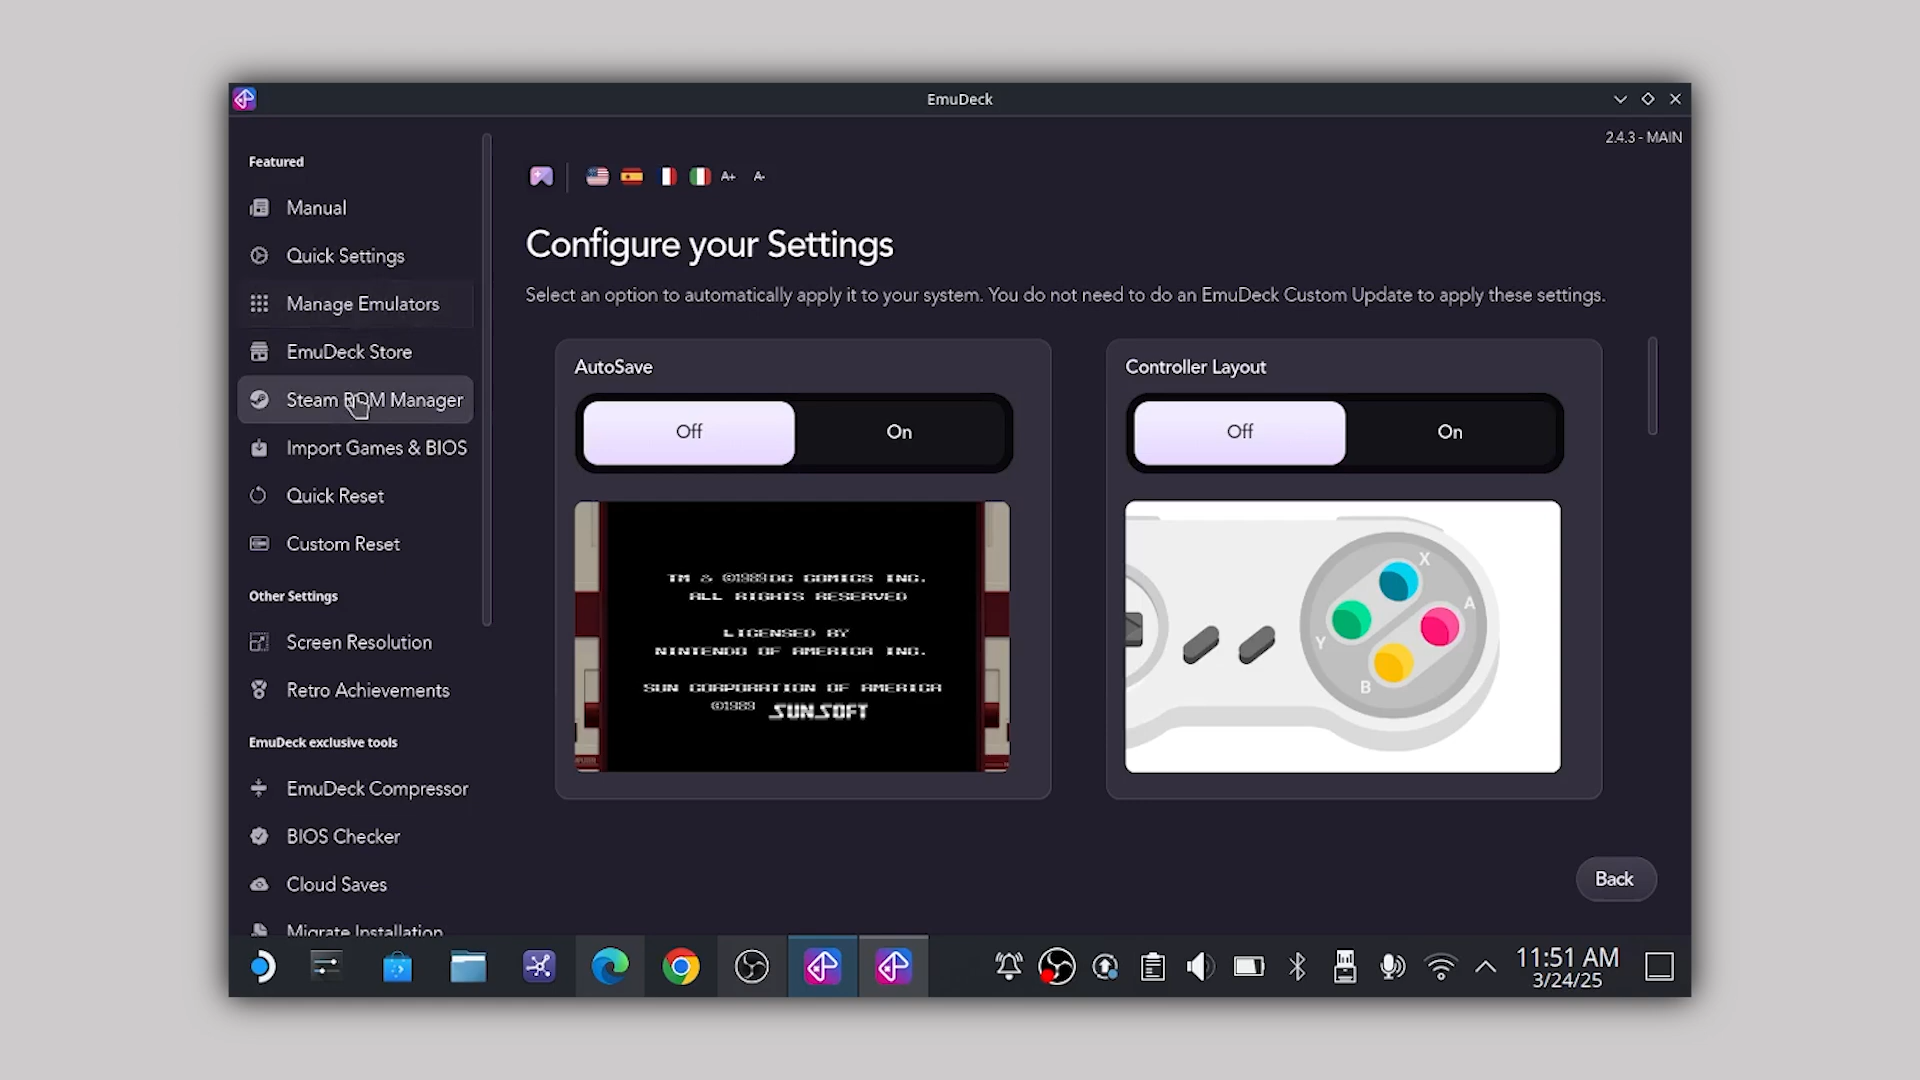 EmuDeck
2.4.3 - MAIN
Featured
Manual
Quick Settings
Manage Emulators
EmuDeck Store
Steam ROM Manager
Import Games & BIOS
Quick Reset
Custom Reset
Other Settings
Screen Resolution
Retro Achievements
EmuDeck exclusive tools
EmuDeck Compressor
BIOS Checker
Cloud Saves
Migrate Installation
A+ A-
Configure your Settings
Select an option to automatically apply it to your system. You do not need to do an EmuDeck Custom Update to apply these settings.
AutoSave
Off On
TM & ©1989 DC COMICS INC.
ALL RIGHTS RESERVED
LICENSED BY
NINTENDO OF AMERICA INC.
SUN CORPORATION OF AMERICA
©1989 SUNSOFT
Controller Layout
Off On
X
A
Y
B
Back
11:51 AM
3/24/25